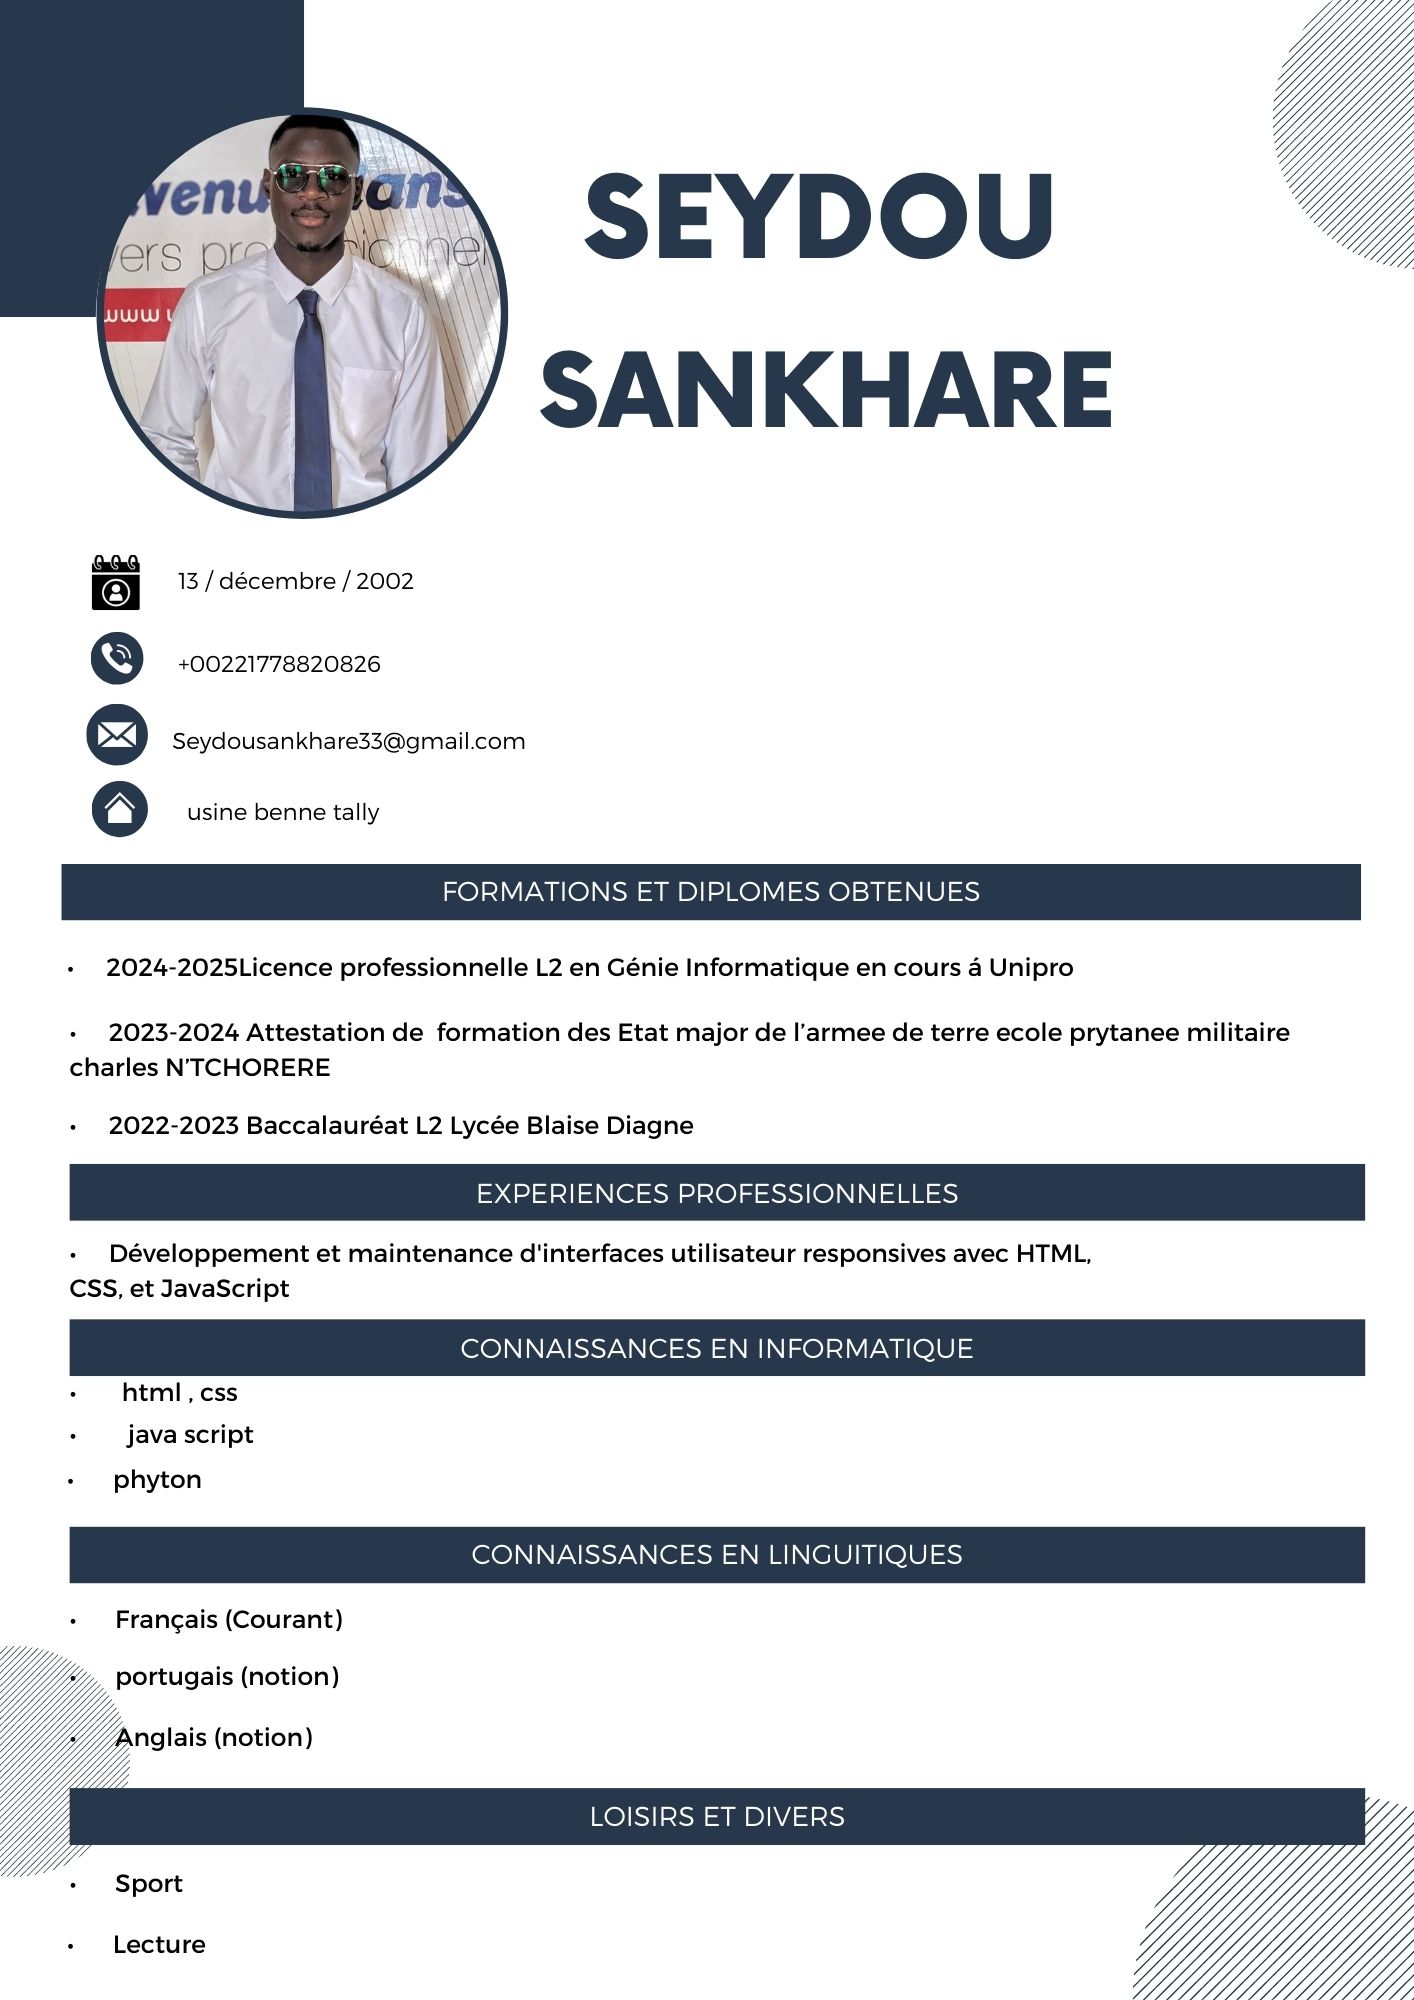 SEYDOU
SANKHARE
13 / décembre / 2002
+00221778820826
Seydousankhare33@gmail.com
usine benne tally
FORMATIONS ET DIPLOMES OBTENUES
• 2024-2025Licence professionnelle L2 en Génie Informatique en cours á Unipro
• 2023-2024 Attestation de  formation des Etat major de l’armee de terre ecole prytanee militaire
charles N’TCHORERE
• 2022-2023 Baccalauréat L2 Lycée Blaise Diagne
EXPERIENCES PROFESSIONNELLES
• Développement et maintenance d'interfaces utilisateur responsives avec HTML,
CSS, et JavaScript
CONNAISSANCES EN INFORMATIQUE
• html , css
• java script
• phyton
CONNAISSANCES EN LINGUITIQUES
• Français (Courant)
• portugais (notion)
• Anglais (notion)
LOISIRS ET DIVERS
• Sport
• Lecture